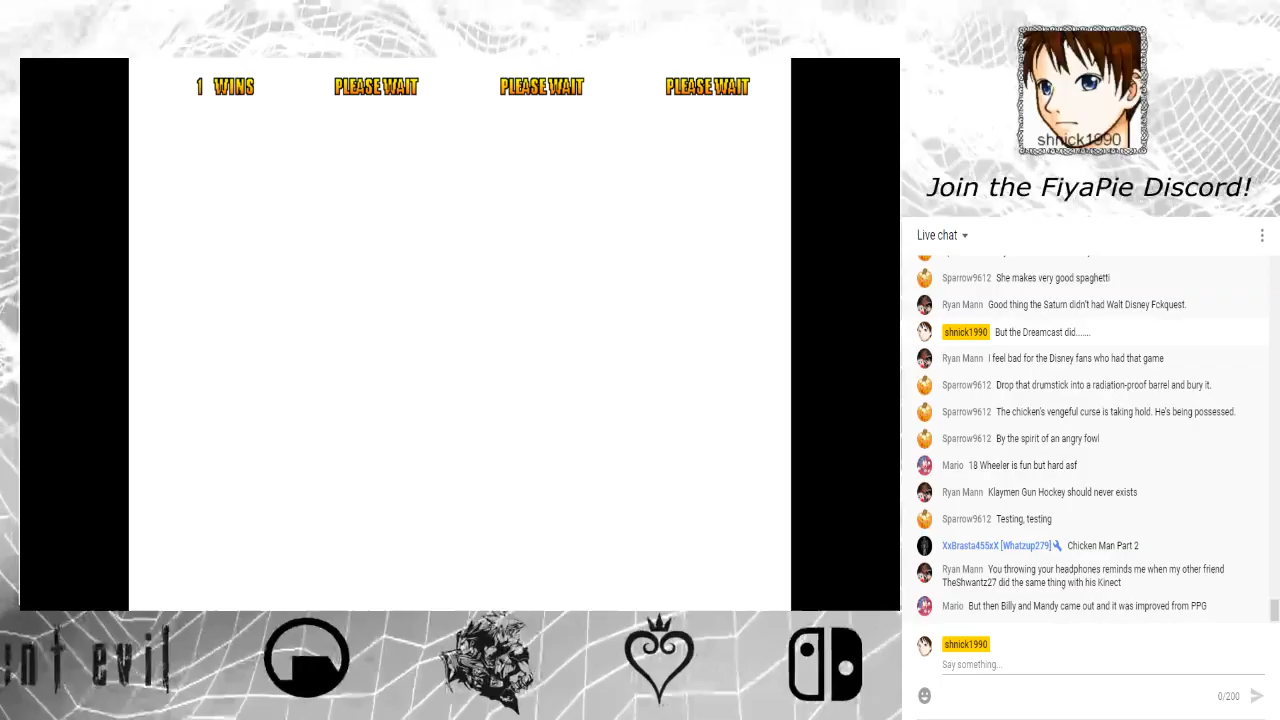 1 WINS
PLEASE WAIT
PLEASE WAIT
PLEASE WAIT
shnick1990
Join the FiyaPie Discord!
Live chat
Sparrow9612 She makes very good spaghetti
Ryan Mann Good thing the Saturn didn't had Walt Disney Fckquest.
shnick1990 But the Dreamcast did.......
Ryan Mann I feel bad for the Disney fans who had that game
Sparrow9612 Drop that drumstick into a radiation-proof barrel and bury it.
Sparrow9612 The chicken's vengeful curse is taking hold. He's being possessed.
Sparrow9612 By the spirit of an angry fowl
Mario 18 Wheeler is fun but hard asf
Ryan Mann Klaymen Gun Hockey should never exists
Sparrow9612 Testing, testing
XxBrasta455xX [Whatzup279] Chicken Man Part 2
Ryan Mann You throwing your headphones reminds me when my other friend
TheShwantz27 did the same thing with his Kinect
Mario But then Billy and Mandy came out and it was improved from PPG
shnick1990
Say something...
0/200
nt evil